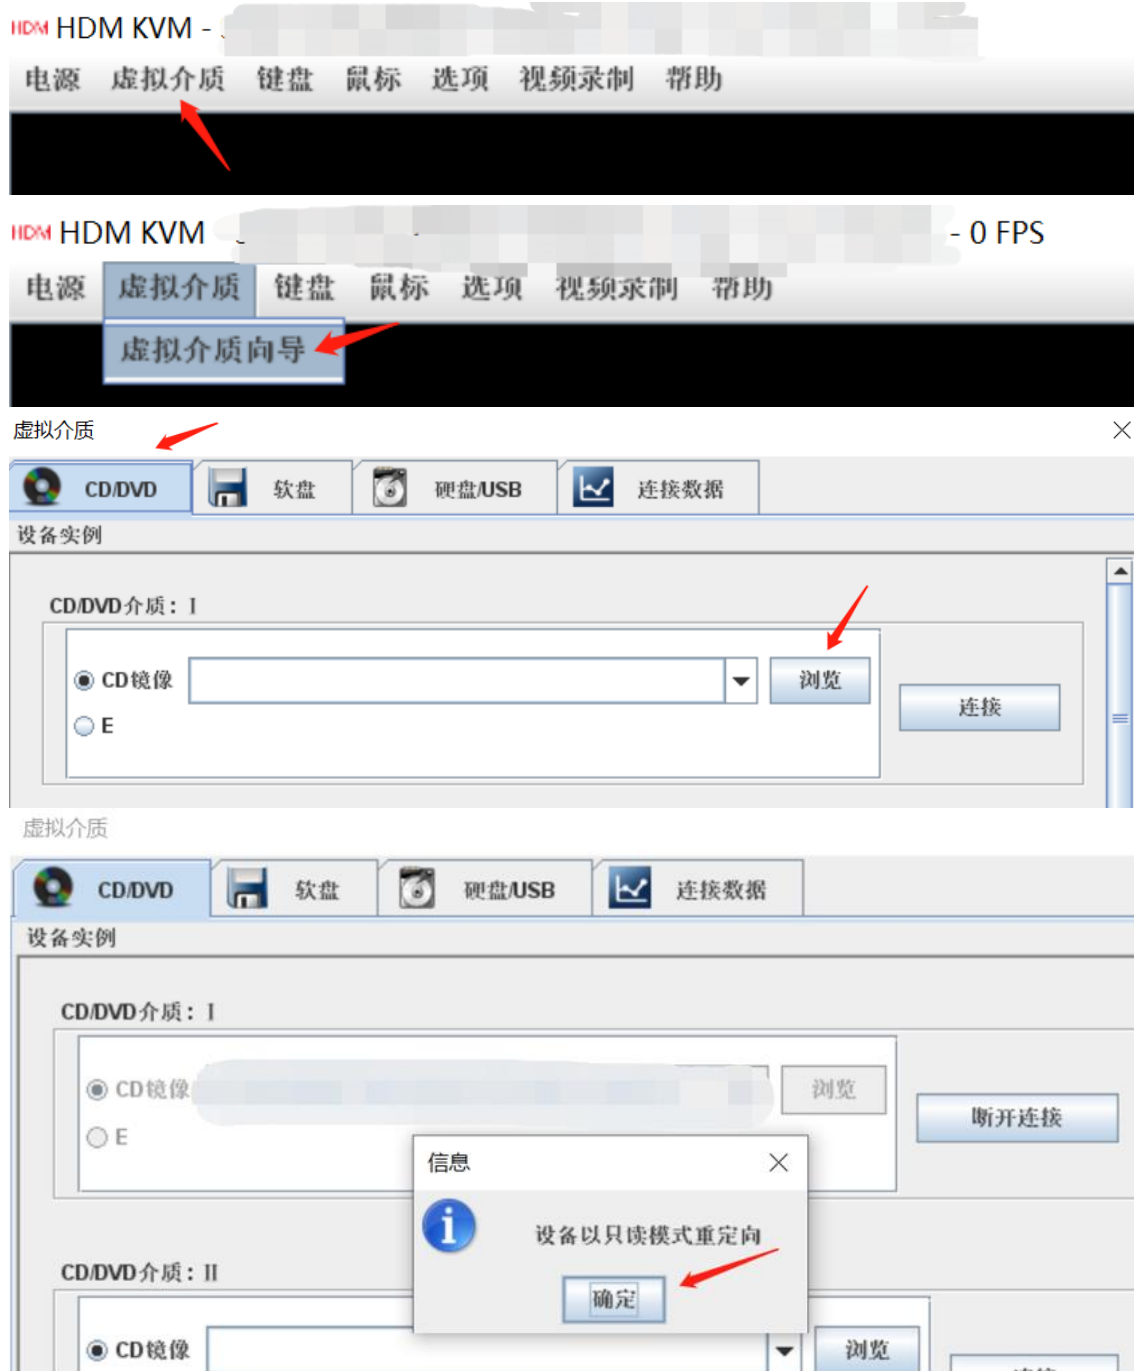 HDM HDM KVM -
电源 虚拟介质 键盘 鼠标 选项 视频录制 帮助
HDM HDM KVM - 0 FPS
电源 虚拟介质 键盘 鼠标 选项 视频录制 帮助
虚拟介质向导
虚拟介质
CD/DVD 软盘 硬盘/USB 连接数据
设备实例
CD/DVD介质：I
CD镜像 浏览
连接
E
虚拟介质
CD/DVD 软盘 硬盘/USB 连接数据
设备实例
CD/DVD介质：I
CD镜像 浏览
断开连接
E
信息
设备以只读模式重定向
确定
CD/DVD介质：II
CD镜像 浏览